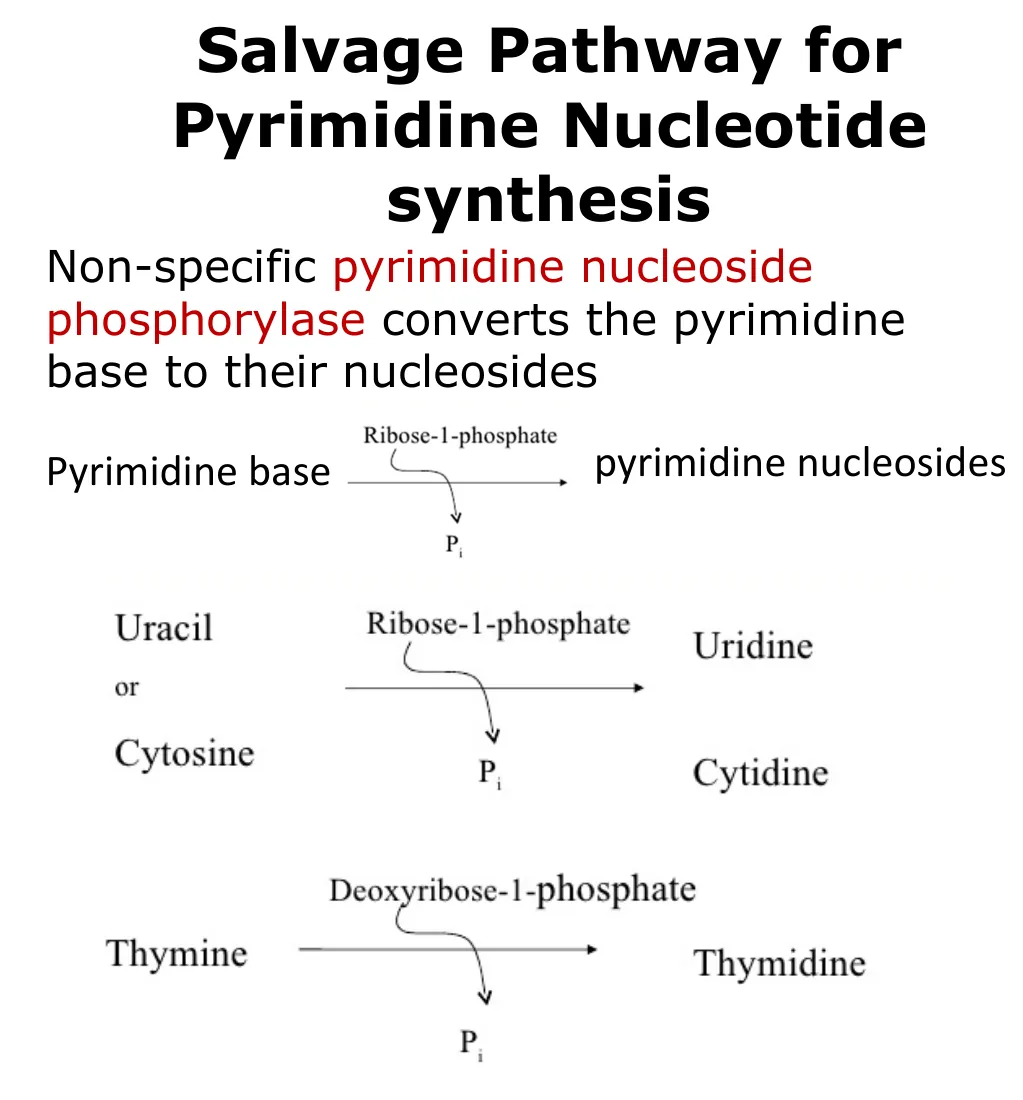 Salvage Pathway for
Pyrimidine Nucleotide
synthesis
Non-specific pyrimidine nucleoside
phosphorylase converts the pyrimidine
base to their nucleosides
Ribose-1-phosphate
Pyrimidine base
pyrimidine nucleosides
Pi
Uracil
or
Cytosine
Ribose-1-phosphate
Pi
Uridine
Cytidine
Deoxyribose-1-phosphate
Thymine
Thymidine
Pi